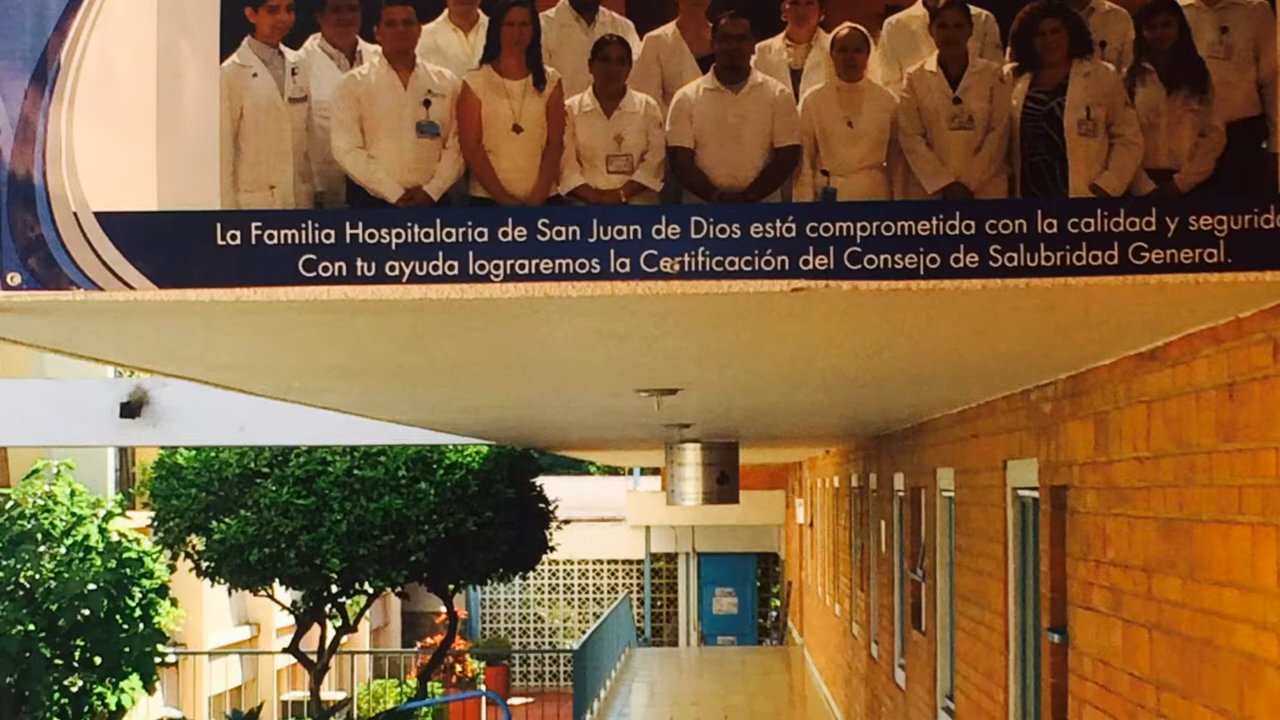 La Familia Hospitalaria de San Juan de Dios está comprometida con la calidad y segurid
Con tu ayuda lograremos la Certificación del Consejo de Salubridad General.